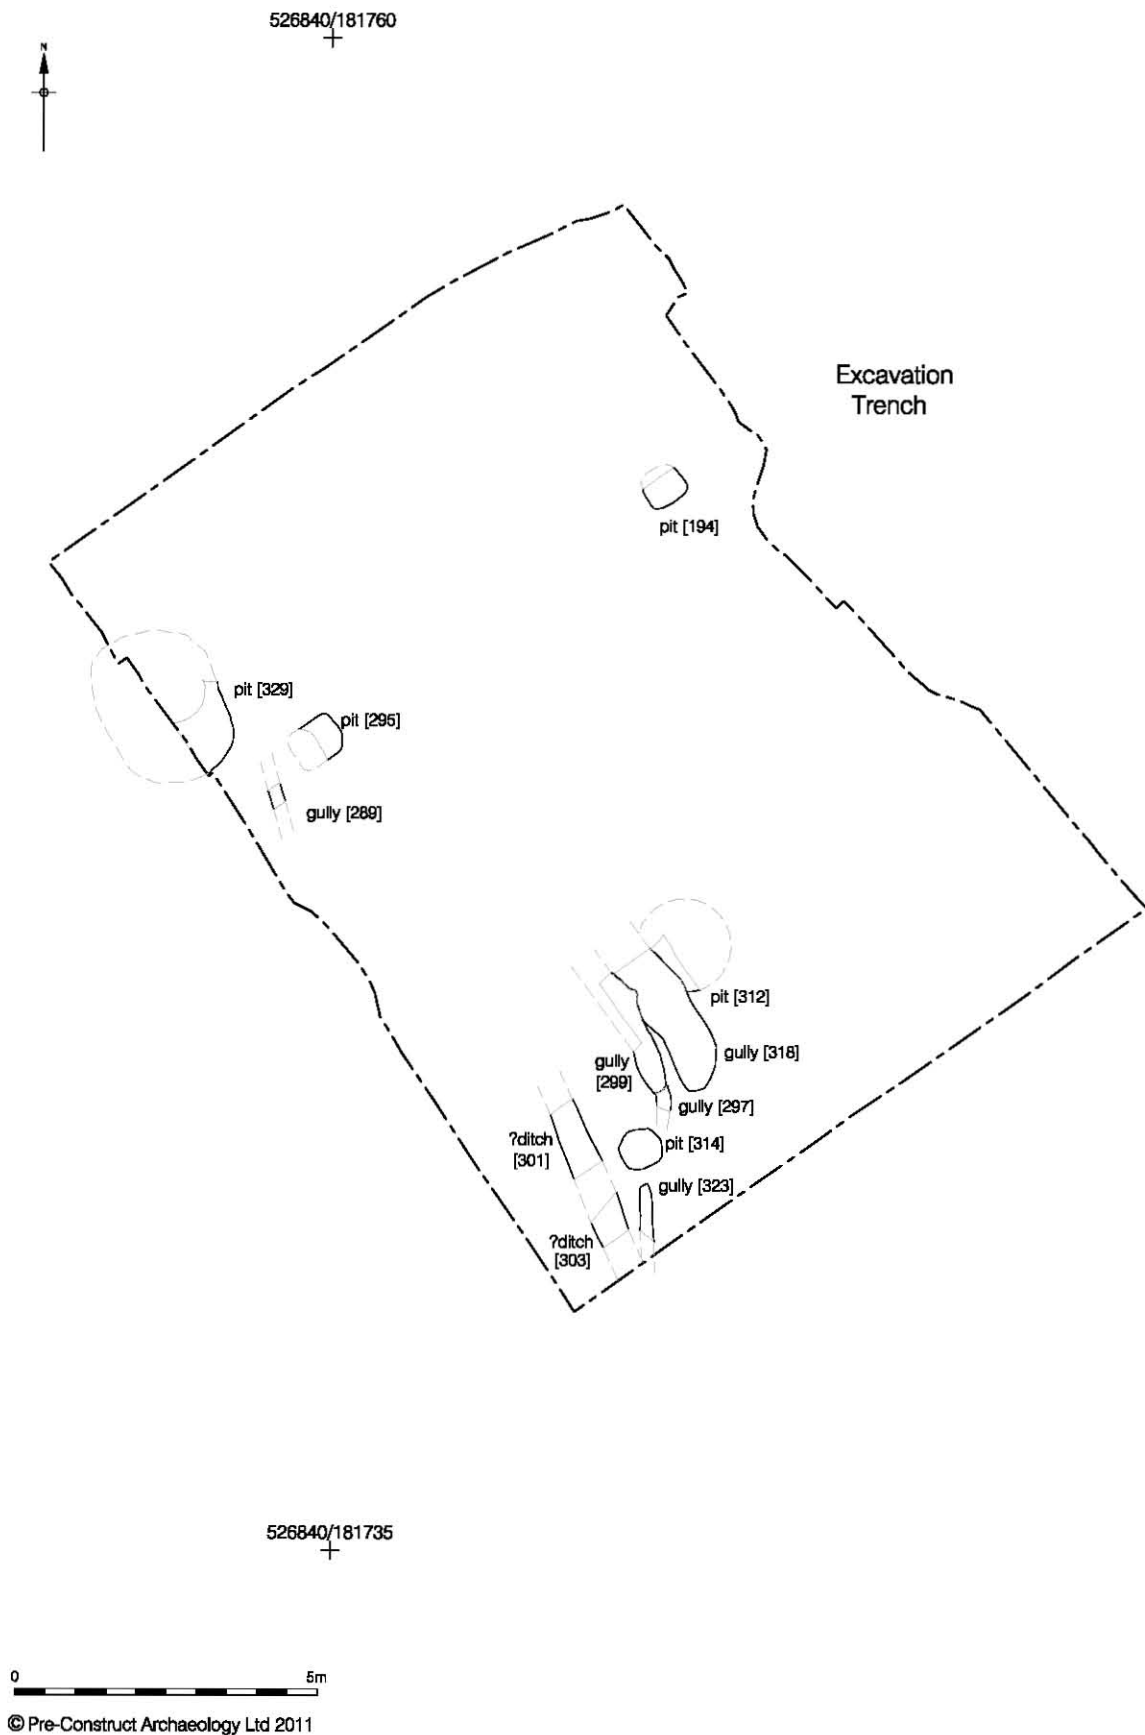 526840/181760
N
Excavation
Trench
pit [194]
pit [329]
pit [295]
gully [289]
pit [312]
gully [318]
gully
[299]
gully [297]
?ditch
[301]
pit [314]
gully [323]
?ditch
[303]
526840/181735
0 5m
© Pre-Construct Archaeology Ltd 2011